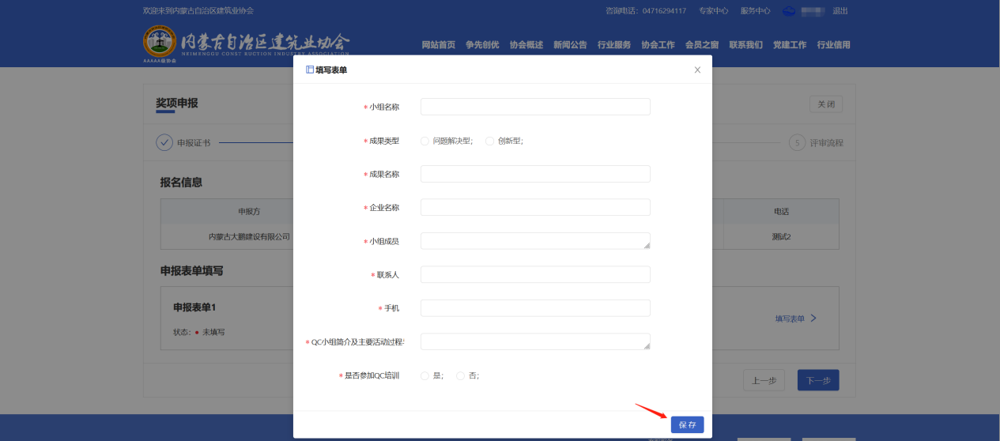 欢迎来到内蒙古自治区建筑业协会
咨询电话：04716294117 专家中心 服务中心 退出
内蒙古自治区建筑业协会
NEIMENGGU CONST RUCTION INDUSTRY ASSOCIATION
AAAAA级协会
网站首页 争先创优 协会概述 新闻公告 行业服务 协会工作 会员之窗 联系我们 党建工作 行业信用
填写表单
奖项申报
关闭
* 小组名称
* 成果类型 问题解决型； 创新型；
申报证书
5 评审流程
* 成果名称
报名信息
* 企业名称
申报方
电话
内蒙古大鹏建设有限公司
测试2
* 小组成员
申报表单填写
* 联系人
申报表单1
* 手机
填写表单
状态： 未填写
* QC小组简介及主要活动过程
* 是否参加QC培训 是； 否；
上一步 下一步
保存